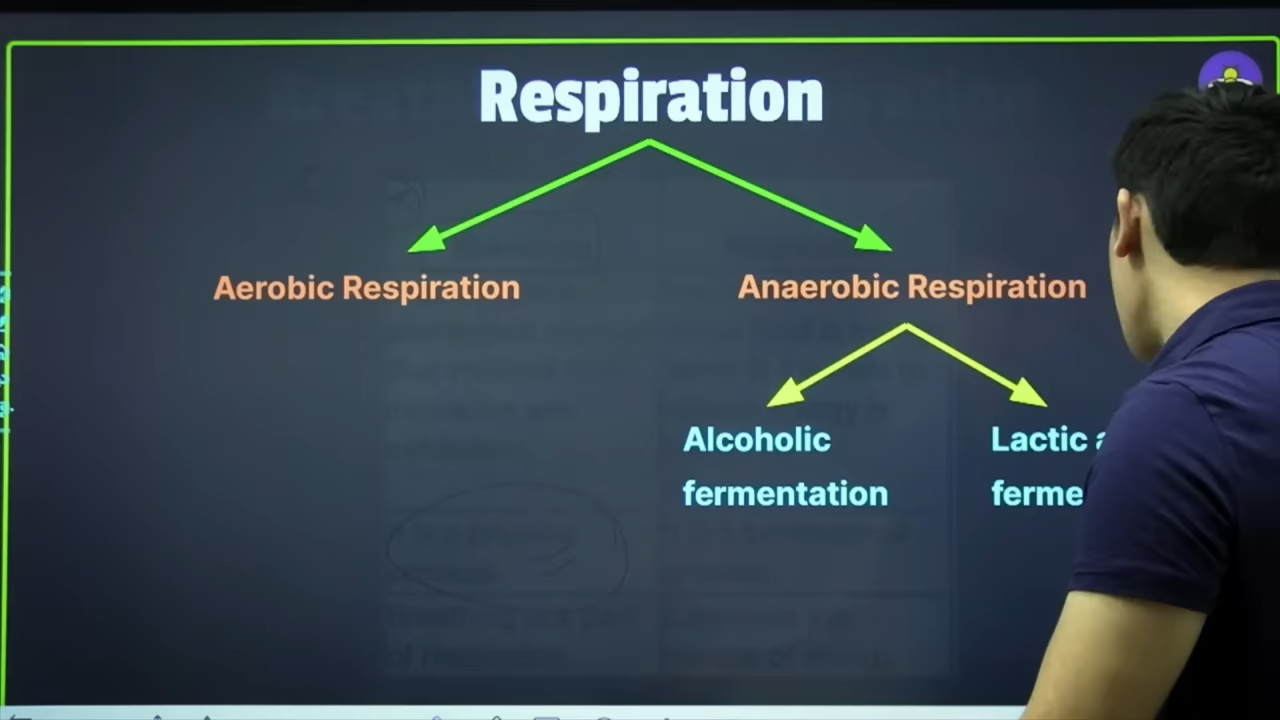 Respiration
Aerobic Respiration
Anaerobic Respiration
Alcoholic
fermentation
Lactic
ferme